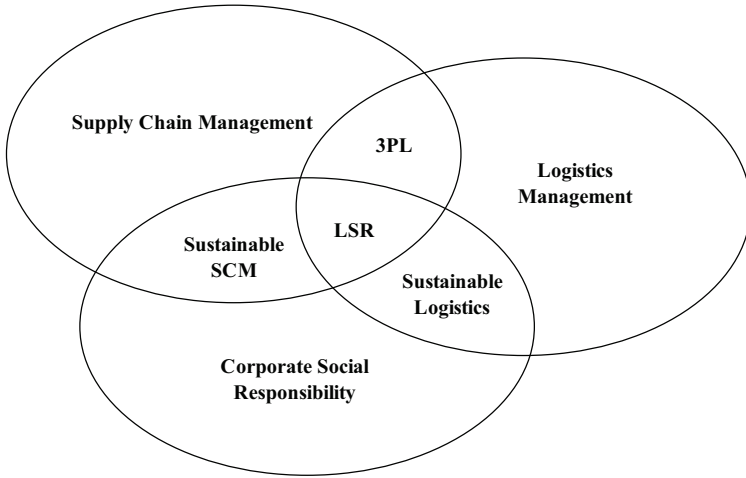 Supply Chain Management
3PL
Logistics
Management
LSR
Sustainable
SCM
Sustainable
Logistics
Corporate Social
Responsibility